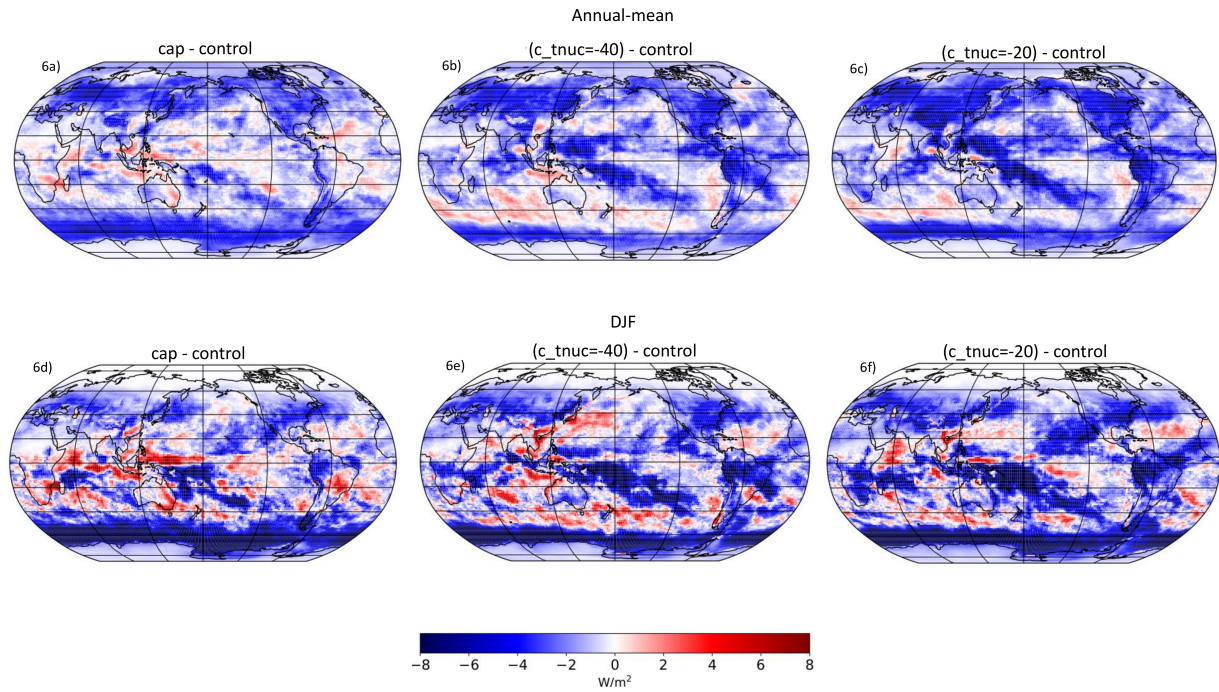 Annual-mean
cap - control
(c_tnuc=-40) - control
(c_tnuc=-20) - control
6a)
6b)
6c)
DJF
cap - control
(c_tnuc=-40) - control
(c_tnuc=-20) - control
6d)
6e)
6f)
−8 −6 −4 −2 0 2 4 6 8
W/m²